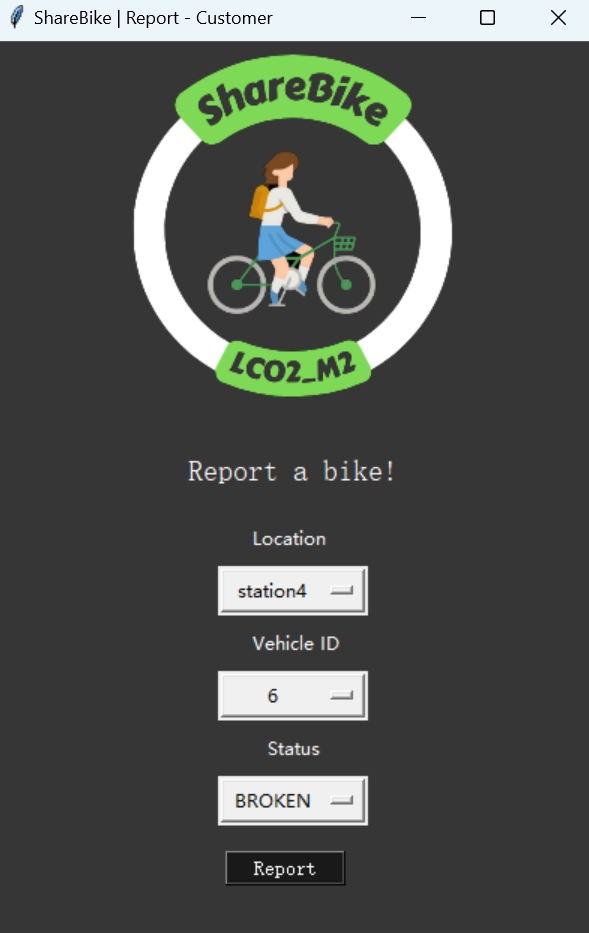 ShareBike | Report - Customer
ShareBike
LCO2_M2
Report a bike!
Location
station4
Vehicle ID
6
Status
BROKEN
Report